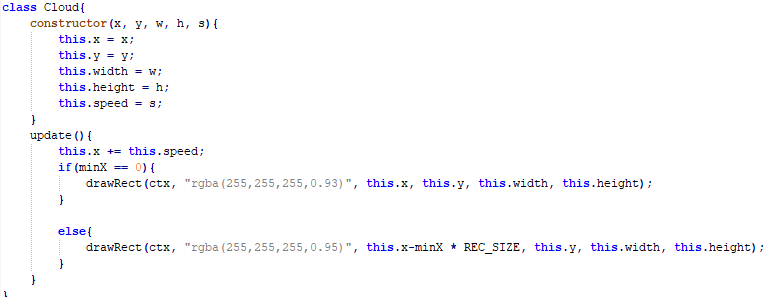 class Cloud{
constructor(x, y, w, h, s){
this.x = x;
this.y = y;
this.width = w;
this.height = h;
this.speed = s;
}
update(){
this.x += this.speed;
if(minX == 0){
drawRect(ctx, "rgba(255,255,255,0.93)", this.x, this.y, this.width, this.height);
}
else{
drawRect(ctx, "rgba(255,255,255,0.95)", this.x-minX * REC_SIZE, this.y, this.width, this.height);
}
}
}